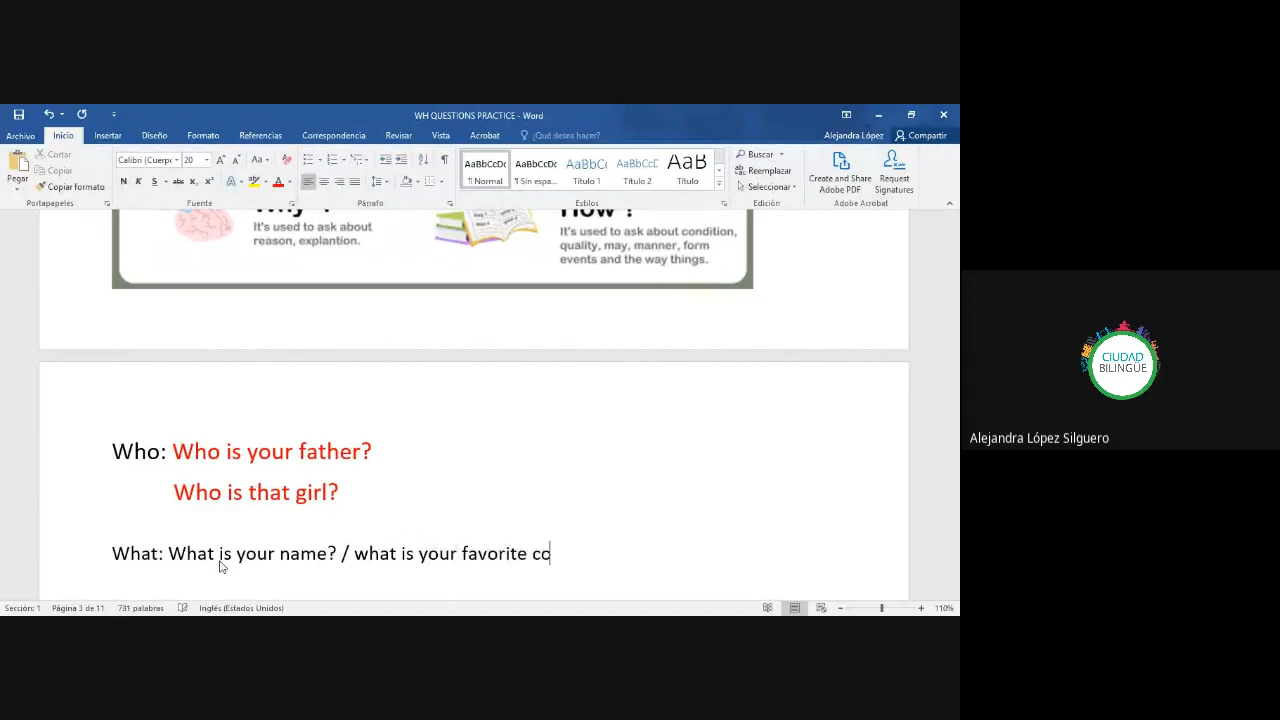 WH QUESTIONS PRACTICE - Word
Archivo Inicio Insertar Diseño Formato Referencias Correspondencia Revisar Vista Acrobat ¿Qué desea hacer? Alejandra López Compartir
Pegar
Cortar
Copiar
Copiar formato
Calibri (Cuerpo 20
N K S abc x₂ x²
AaBbCcDc AaBbCcDc AaBbCc AaBbCcD AaB
¶ Normal ¶ Sin espa... Título 1 Título 2 Título
Buscar
Reemplazar
Seleccionar
Create and Share
Adobe PDF
Request
Signatures
Portapapeles Fuente Párrafo Estilos Edición Adobe Acrobat
Why ?
It's used to ask about
reason, explantion.
How ?
It's used to ask about condition,
quality, may, manner, form
events and the way things.
Who: Who is your father?
Who is that girl?
What: What is your name? / what is your favorite co
Sección: 1 Página 3 de 11 731 palabras Inglés (Estados Unidos) 110%
CIUDAD
BILINGÜE
Alejandra López Silguero